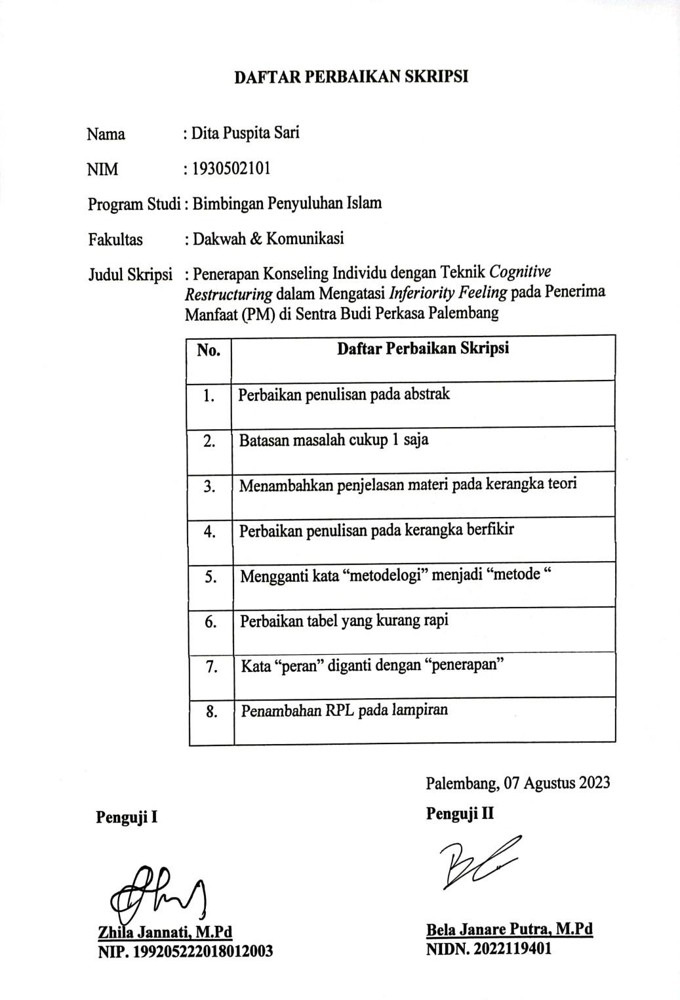 DAFTAR PERBAIKAN SKRIPSI
Nama : Dita Puspita Sari
NIM : 1930502101
Program Studi : Bimbingan Penyuluhan Islam
Fakultas : Dakwah & Komunikasi
Judul Skripsi : Penerapan Konseling Individu dengan Teknik Cognitive
Restructuring dalam Mengatasi Inferiority Feeling pada Penerima
Manfaat (PM) di Sentra Budi Perkasa Palembang
No. Daftar Perbaikan Skripsi
1. Perbaikan penulisan pada abstrak
2. Batasan masalah cukup 1 saja
3. Menambahkan penjelasan materi pada kerangka teori
4. Perbaikan penulisan pada kerangka berfikir
5. Mengganti kata “metodelogi” menjadi “metode “
6. Perbaikan tabel yang kurang rapi
7. Kata “peran” diganti dengan “penerapan”
8. Penambahan RPL pada lampiran
Palembang, 07 Agustus 2023
Penguji I Penguji II
Zhila Jannati, M.Pd Bela Janare Putra, M.Pd
NIP. 199205222018012003 NIDN. 2022119401